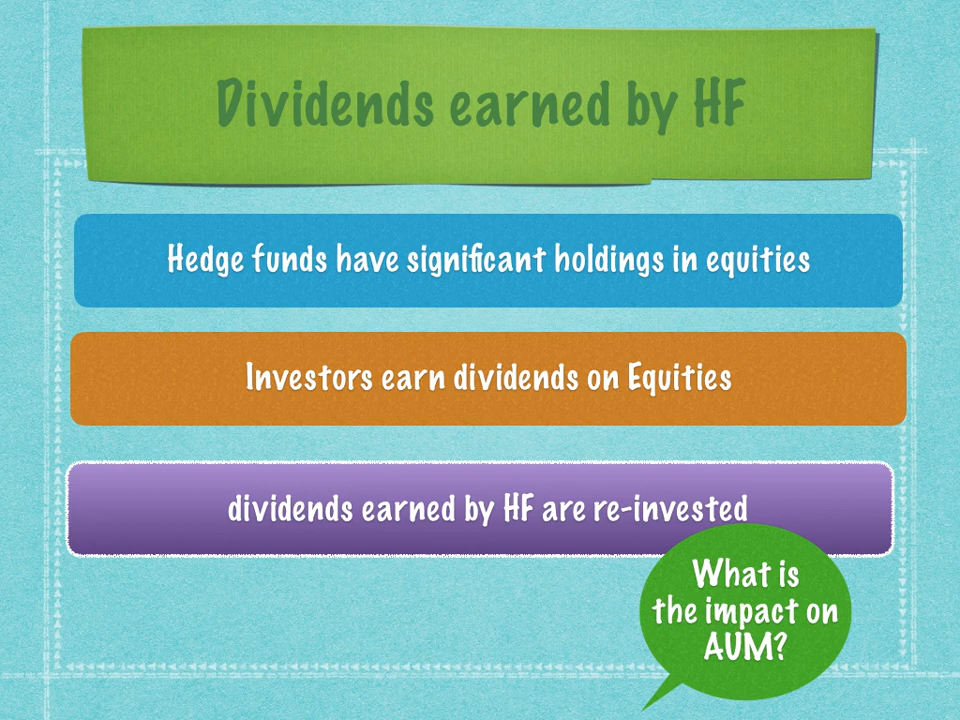 Dividends earned by HF
Hedge funds have significant holdings in equities
Investors earn dividends on Equities
dividends earned by HF are re-invested
What is
the impact on
AUM?